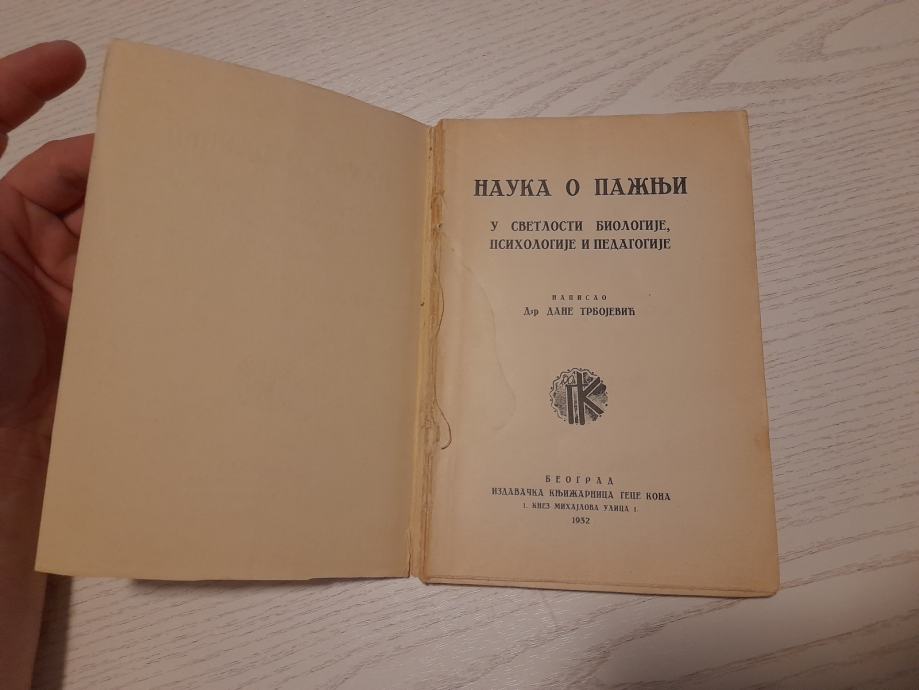 НАУКА О ПАЖЊИ
У СВЕТЛОСТИ БИОЛОГИЈЕ,
ПСИХОЛОГИЈЕ И ПЕДАГОГИЈЕ
НАПИСАО
Д-р ДАНЕ ТРБОЈЕВИЋ
ГК
БЕОГРАД
ИЗДАВАЧКА КЊИЖАРНИЦА ГЕЦЕ КОНА
1. КНЕЗ МИХАЈЛОВА УЛИЦА 1.
1932